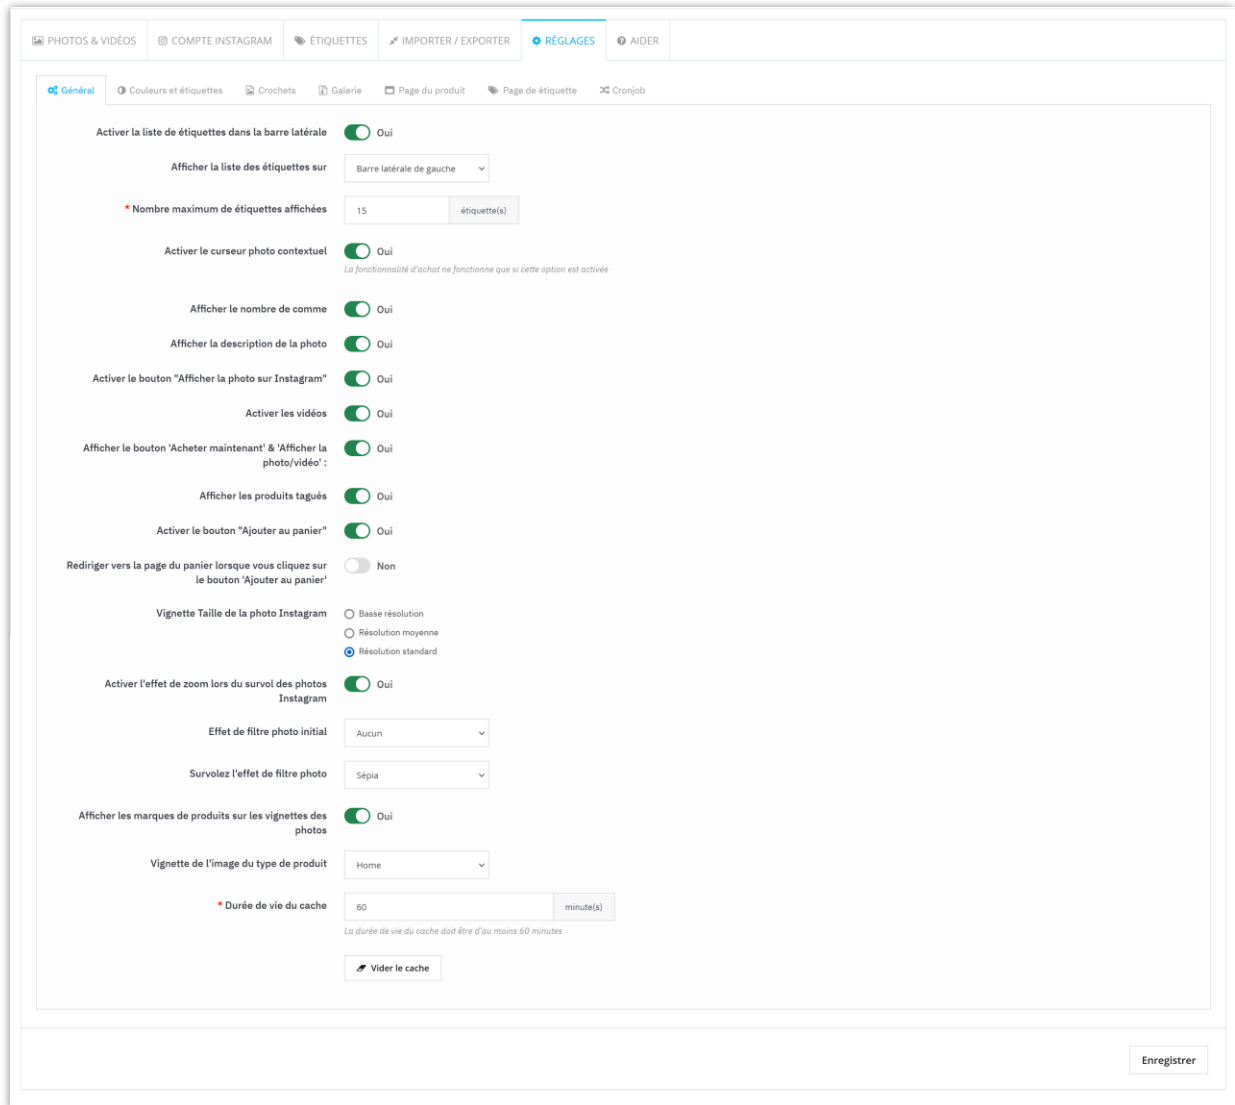 PHOTOS & VIDÉOS
COMPTE INSTAGRAM
ÉTIQUETTES
IMPORTER / EXPORTER
RÉGLAGES
AIDER
Général
Couleurs et étiquettes
Crochets
Galerie
Page du produit
Page de étiquette
Cronjob
Activer la liste de étiquettes dans la barre latérale
Oui
Afficher la liste des étiquettes sur
Barre latérale de gauche
* Nombre maximum de étiquettes affichées
15
étiquette(s)
Activer le curseur photo contextuel
Oui
La fonctionnalité d'achat ne fonctionne que si cette option est activée
Afficher le nombre de comme
Oui
Afficher la description de la photo
Oui
Activer le bouton "Afficher la photo sur Instagram"
Oui
Activer les vidéos
Oui
Afficher le bouton 'Acheter maintenant' & 'Afficher la
photo/vidéo' :
Oui
Afficher les produits tagués
Oui
Activer le bouton "Ajouter au panier"
Oui
Rediriger vers la page du panier lorsque vous cliquez sur
le bouton 'Ajouter au panier'
Non
Vignette Taille de la photo Instagram
Basse résolution
Résolution moyenne
Résolution standard
Activer l'effet de zoom lors du survol des photos
Instagram
Oui
Effet de filtre photo initial
Aucun
Survolez l'effet de filtre photo
Sépia
Afficher les marques de produits sur les vignettes des
photos
Oui
Vignette de l'image du type de produit
Home
* Durée de vie du cache
60
minute(s)
La durée de vie du cache doit être d'au moins 60 minutes
Vider le cache
Enregistrer